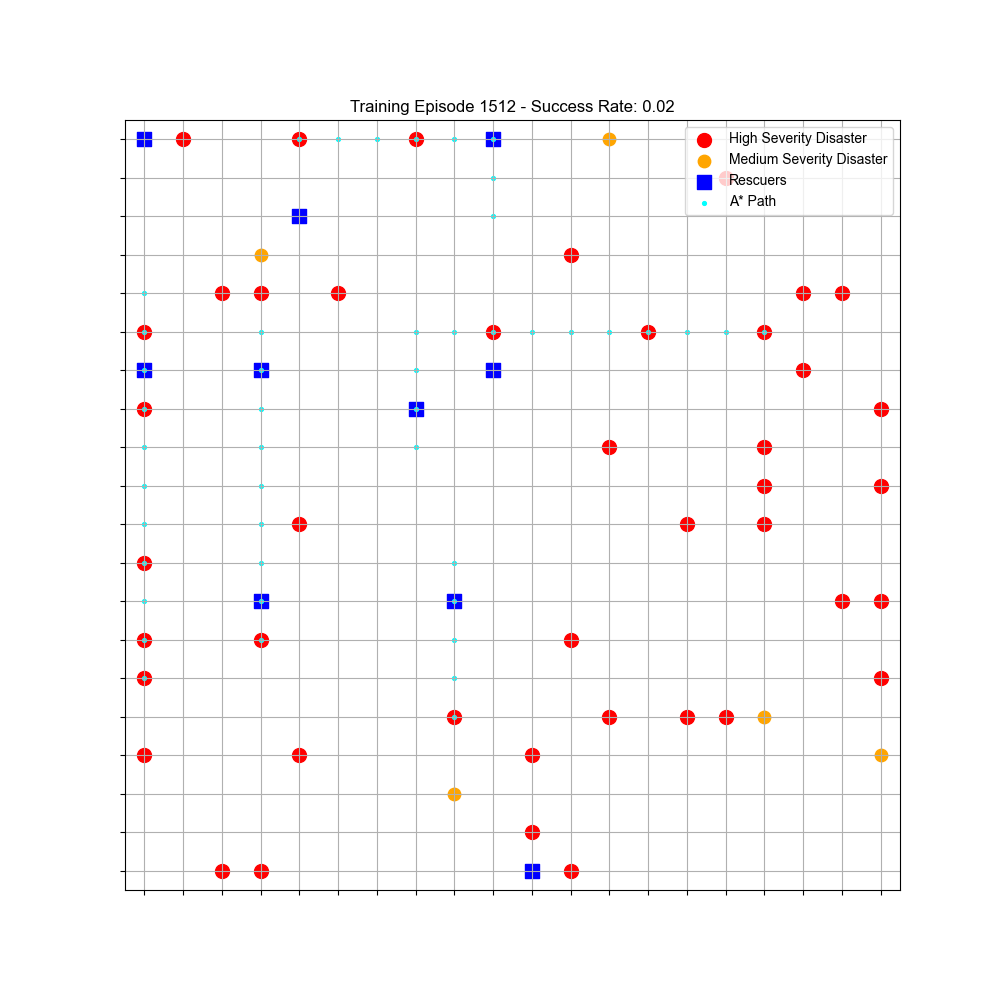 Training Episode 1512 - Success Rate: 0.02
High Severity Disaster
Medium Severity Disaster
Rescuers
A* Path